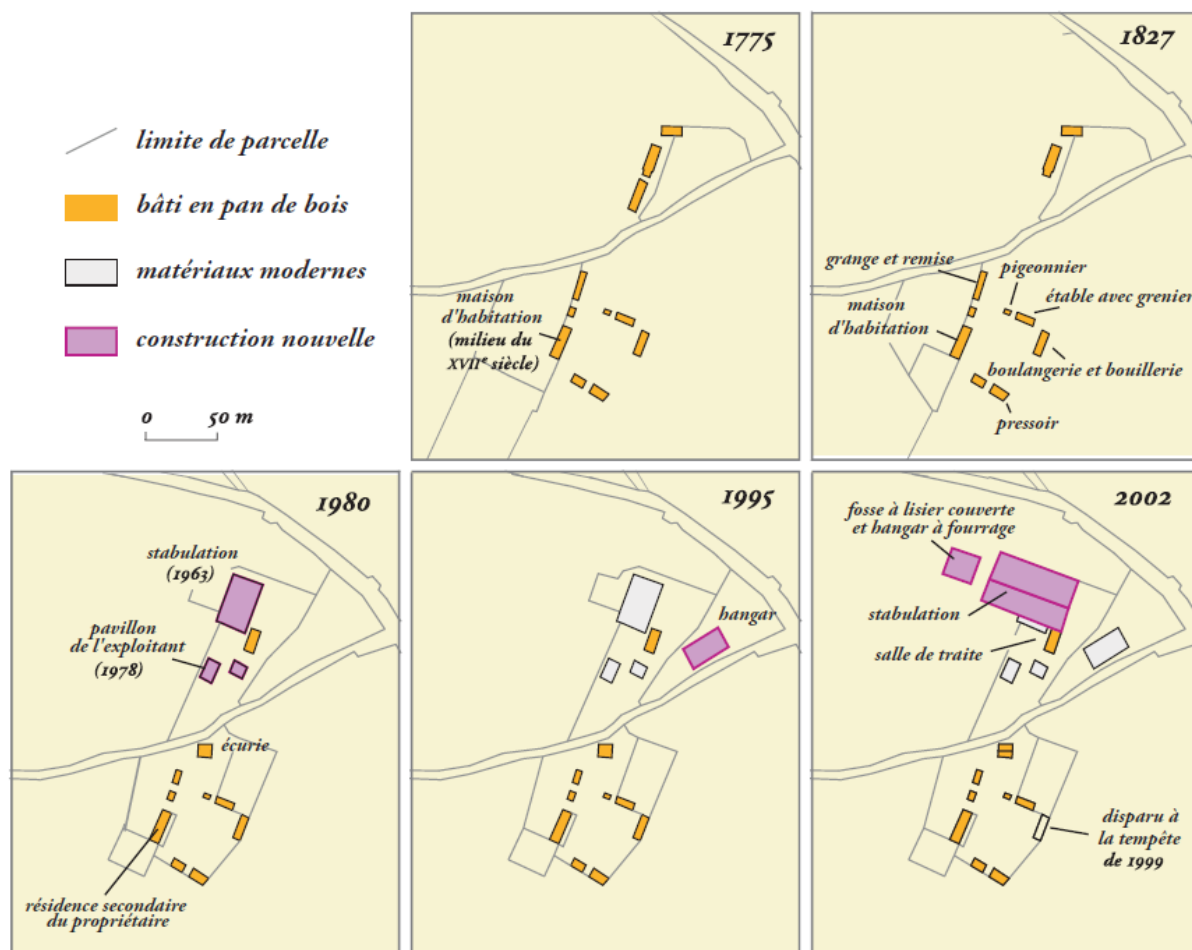 limite de parcelle
bâti en pan de bois
matériaux modernes
construction nouvelle
0 50 m
1775
maison
d'habitation
(milieu du
XVIIe siècle)
1827
grange et remise
pigeonnier
étable avec grenier
maison
d'habitation
boulangerie et bouillerie
pressoir
1980
stabulation
(1963)
pavillon
de l'exploitant
(1978)
écurie
résidence secondaire
du propriétaire
1995
hangar
2002
fosse à lisier couverte
et hangar à fourrage
stabulation
salle de traite
disparu à
la tempête
de 1999